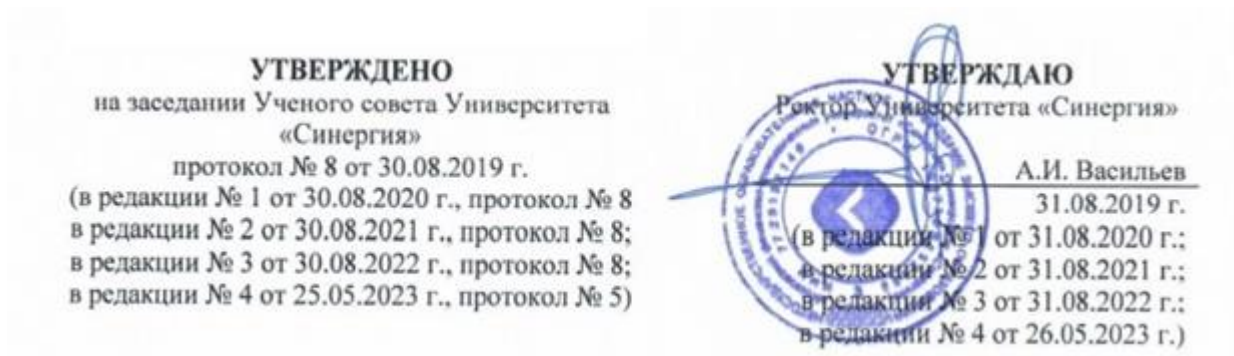 УТВЕРЖДЕНО
на заседании Ученого совета Университета
«Синергия»
протокол № 8 от 30.08.2019 г.
(в редакции № 1 от 30.08.2020 г., протокол № 8
в редакции № 2 от 30.08.2021 г., протокол № 8;
в редакции № 3 от 30.08.2022 г., протокол № 8;
в редакции № 4 от 25.05.2023 г., протокол № 5)
УТВЕРЖДАЮ
Ректор Университета «Синергия»
А.И. Васильев
31.08.2019 г.
(в редакции № 1 от 31.08.2020 г.;
в редакции № 2 от 31.08.2021 г.;
в редакции № 3 от 31.08.2022 г.;
в редакции № 4 от 26.05.2023 г.)